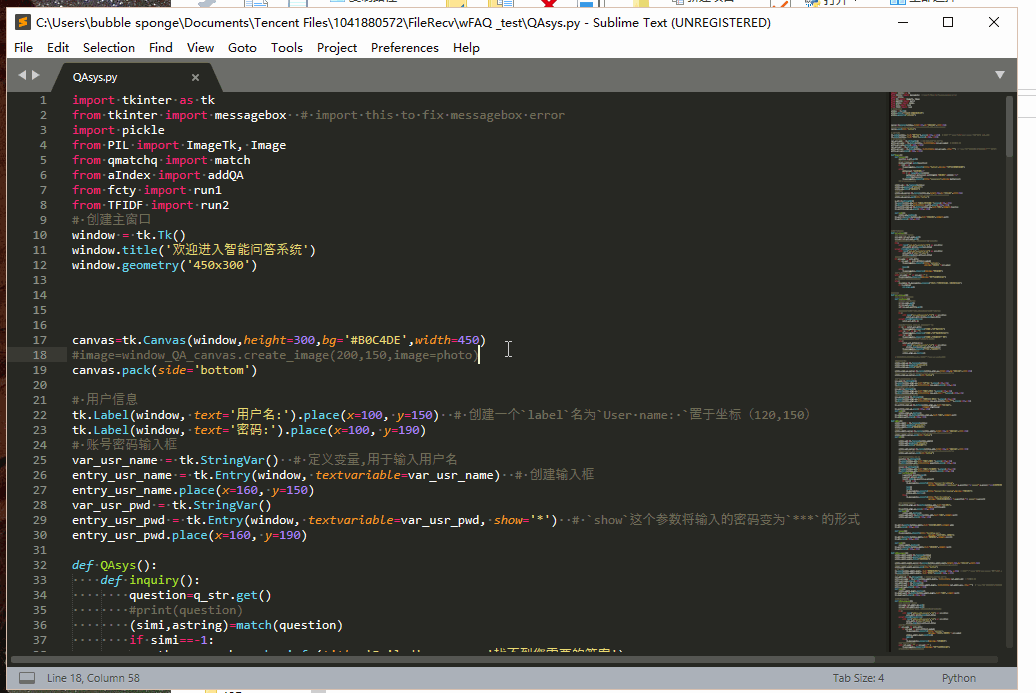 C:\Users\bubble sponge\Documents\Tencent Files\1041880572\FileRecv\wFAQ _test\QAsys.py - Sublime Text (UNREGISTERED)
File Edit Selection Find View Goto Tools Project Preferences Help
QAsys.py ×
1 import tkinter as tk
2 from tkinter import messagebox  # import this to fix messagebox error
3 import pickle
4 from PIL import ImageTk, Image
5 from qmatchq import match
6 from aIndex import addQA
7 from fcty import run1
8 from TFIDF import run2
9 # 创建主窗口
10 window = tk.Tk()
11 window.title('欢迎进入智能问答系统')
12 window.geometry('450x300')
13
14
15
16
17 canvas=tk.Canvas(window,height=300,bg='#B0C4DE',width=450)
18 #image=window_QA_canvas.create_image(200,150,image=photo)
19 canvas.pack(side='bottom')
20
21 # 用户信息
22 tk.Label(window, text='用户名:').place(x=100, y=150)  # 创建一个`label`名为`User name: `置于坐标（120,150）
23 tk.Label(window, text='密码:').place(x=100, y=190)
24 # 账号密码输入框
25 var_usr_name = tk.StringVar()  # 定义变量,用于输入用户名
26 entry_usr_name = tk.Entry(window, textvariable=var_usr_name)  # 创建输入框
27 entry_usr_name.place(x=160, y=150)
28 var_usr_pwd = tk.StringVar()
29 entry_usr_pwd = tk.Entry(window, textvariable=var_usr_pwd, show='*')  # `show`这个参数将输入的密码变为`***`的形式
30 entry_usr_pwd.place(x=160, y=190)
31
32 def QAsys():
33     def inquiry():
34         question=q_str.get()
35         #print(question)
36         (simi,astring)=match(question)
37         if simi==-1:
Line 18, Column 58 Tab Size: 4 Python